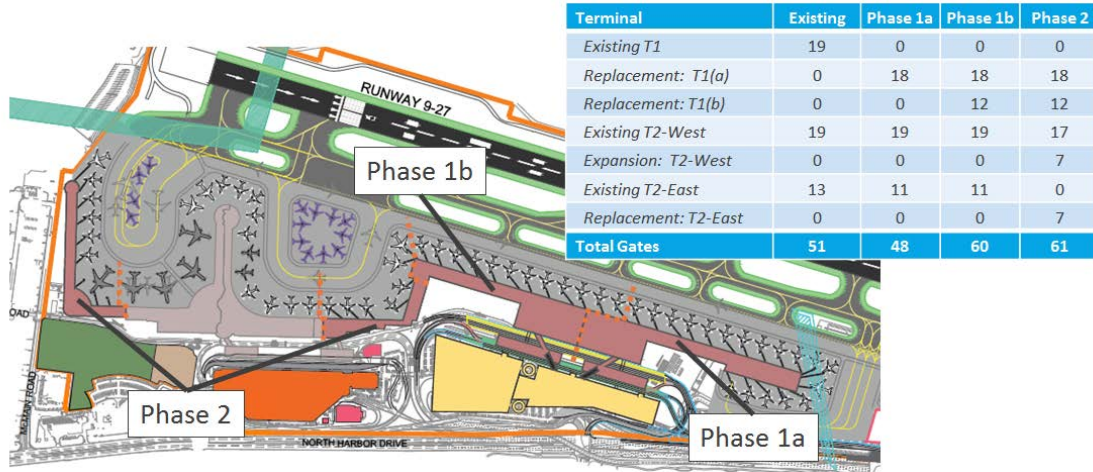 Terminal Existing Phase 1a Phase 1b Phase 2
Existing T1 19 0 0 0
Replacement: T1(a) 0 18 18 18
Replacement: T1(b) 0 0 12 12
Existing T2-West 19 19 19 17
Expansion: T2-West 0 0 0 7
Existing T2-East 13 11 11 0
Replacement: T2-East 0 0 0 7
Total Gates 51 48 60 61
RUNWAY 9-27
Phase 1b
Phase 2
Phase 1a
NORTH HARBOR DRIVE